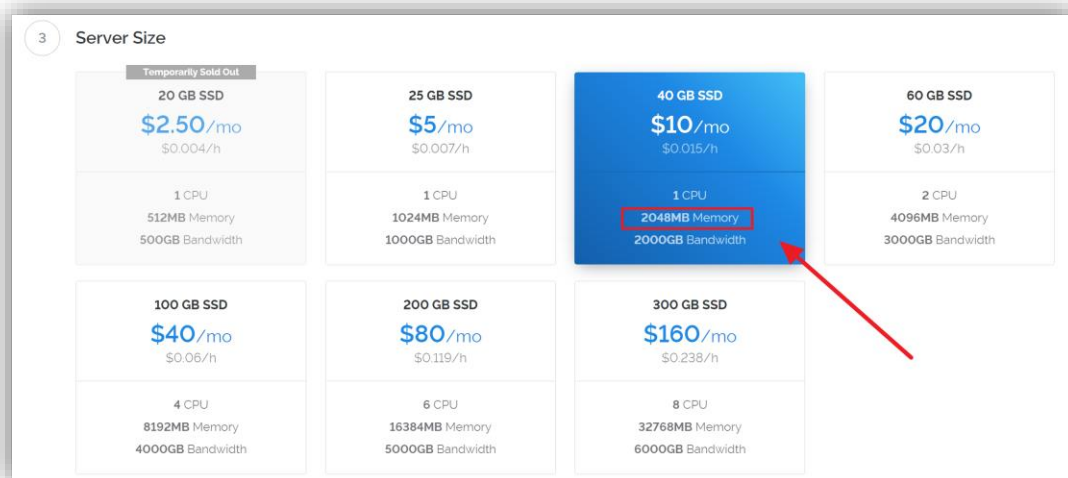 3 Server Size
Temporarily Sold Out
20 GB SSD
$2.50/mo
$0.004/h
1 CPU
512MB Memory
500GB Bandwidth
25 GB SSD
$5/mo
$0.007/h
1 CPU
1024MB Memory
1000GB Bandwidth
40 GB SSD
$10/mo
$0.015/h
1 CPU
2048MB Memory
2000GB Bandwidth
60 GB SSD
$20/mo
$0.03/h
2 CPU
4096MB Memory
3000GB Bandwidth
100 GB SSD
$40/mo
$0.06/h
4 CPU
8192MB Memory
4000GB Bandwidth
200 GB SSD
$80/mo
$0.119/h
6 CPU
16384MB Memory
5000GB Bandwidth
300 GB SSD
$160/mo
$0.238/h
8 CPU
32768MB Memory
6000GB Bandwidth